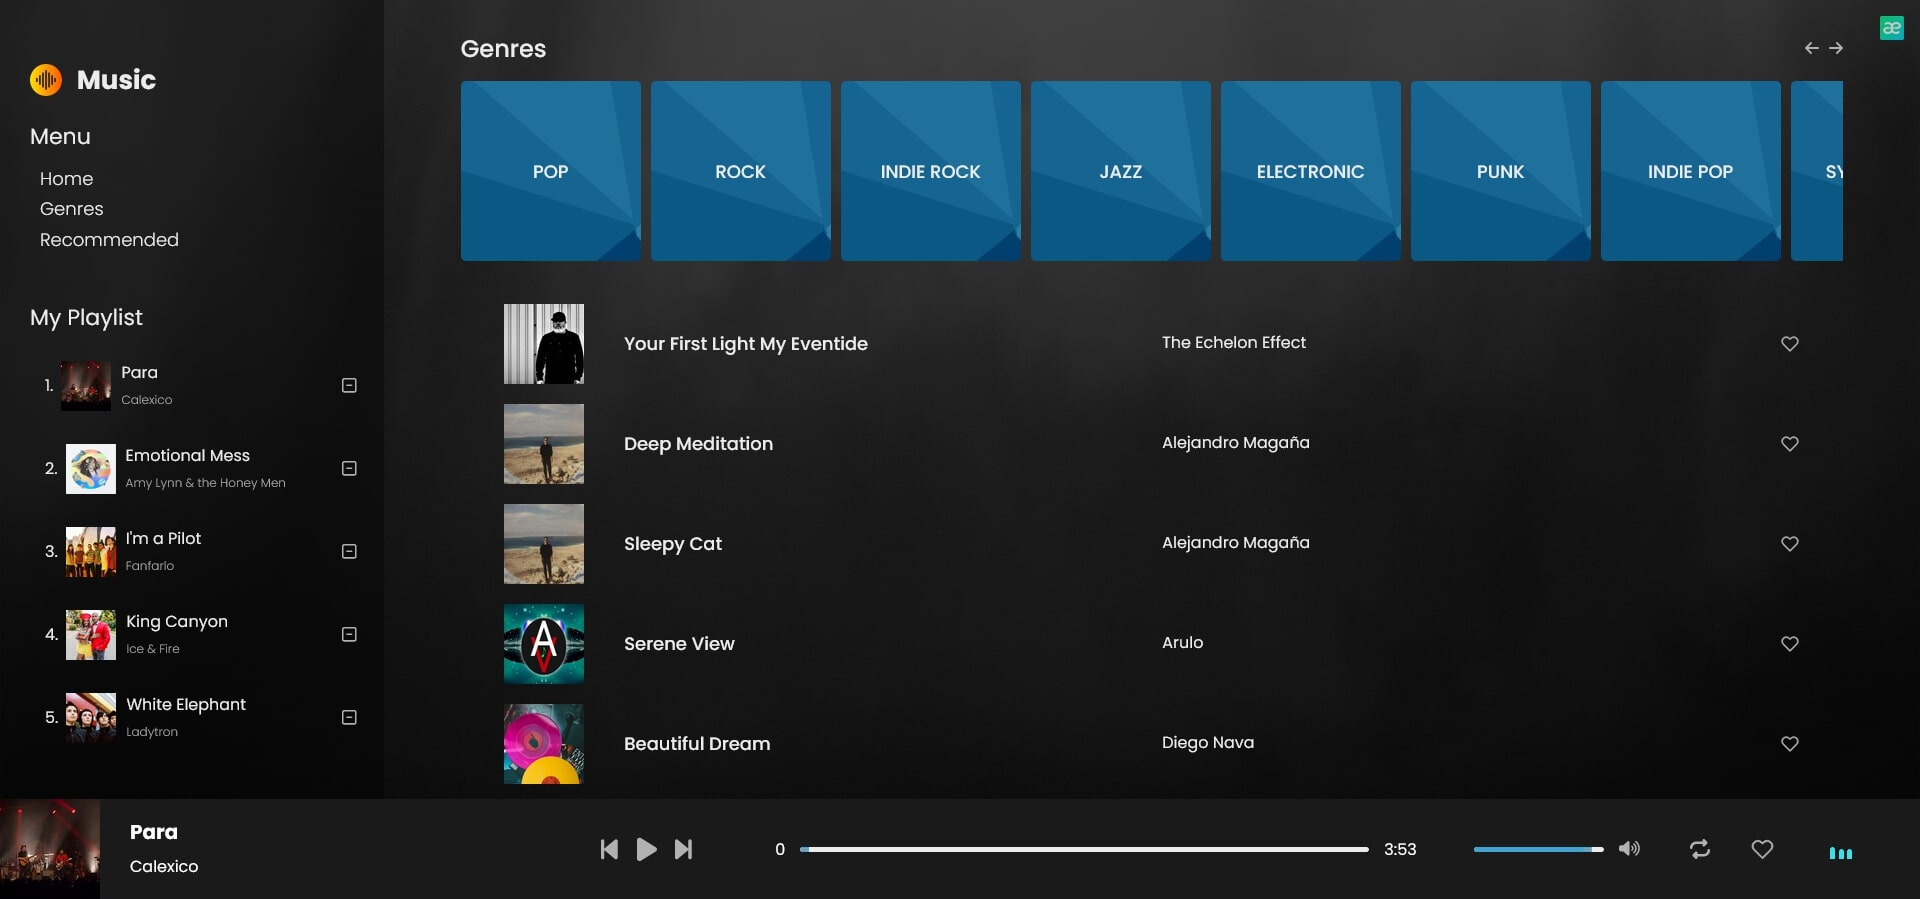 æ
Music
Menu
Home
Genres
Recommended
My Playlist
1.
Para
Calexico
2.
Emotional Mess
Amy Lynn & the Honey Men
3.
I'm a Pilot
Fanfarlo
4.
King Canyon
Ice & Fire
5.
White Elephant
Ladytron
Genres
POP
ROCK
INDIE ROCK
JAZZ
ELECTRONIC
PUNK
INDIE POP
Your First Light My Eventide
The Echelon Effect
Deep Meditation
Alejandro Magaña
Sleepy Cat
Alejandro Magaña
Serene View
Arulo
Beautiful Dream
Diego Nava
Para
Calexico
0
3:53